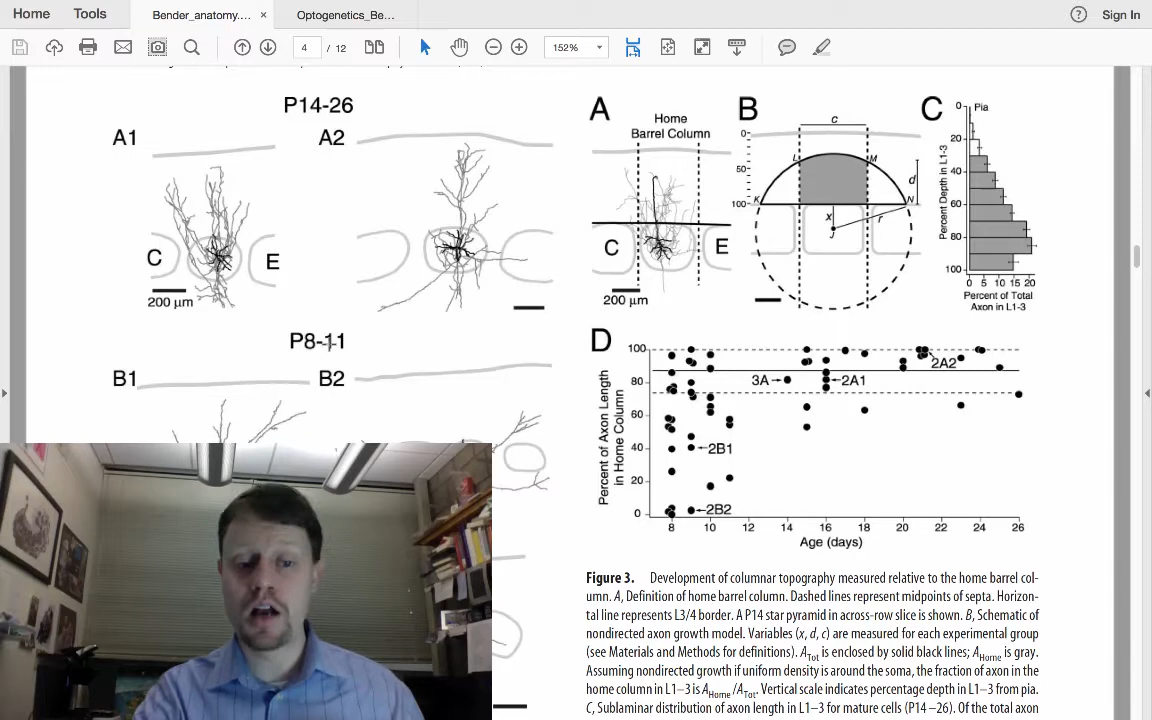 Home Tools Bender_anatomy.... × Optogenetics_Be... Sign In
4 / 12 152%
P14-26
A1 A2
C E
200 µm
P8-11
B1 B2
A Home Barrel Column
C E
200 µm
B c
0
50
100
L M
K N
d
x r
J
C Pia
0
20
40
60
80
100
Percent Depth in L1-3
0 5 10 15 20
Percent of Total
Axon in L1-3
D
100
80
60
40
20
0
Percent of Axon Length
in Home Column
3A 2A1 2A2
2B1
2B2
8 10 12 14 16 18 20 22 24 26
Age (days)
Figure 3. Development of columnar topography measured relative to the home barrel col-
umn. A, Definition of home barrel column. Dashed lines represent midpoints of septa. Horizon-
tal line represents L3/4 border. A P14 star pyramid in across-row slice is shown. B, Schematic of
nondirected axon growth model. Variables (x, d, c) are measured for each experimental group
(see Materials and Methods for definitions). ATot is enclosed by solid black lines; AHome is gray.
Assuming nondirected growth if uniform density is around the soma, the fraction of axon in the
home column in L1–3 is AHome/ATot. Vertical scale indicates percentage depth in L1–3 from pia.
C, Sublaminar distribution of axon length in L1–3 for mature cells (P14–26). Of the total axon